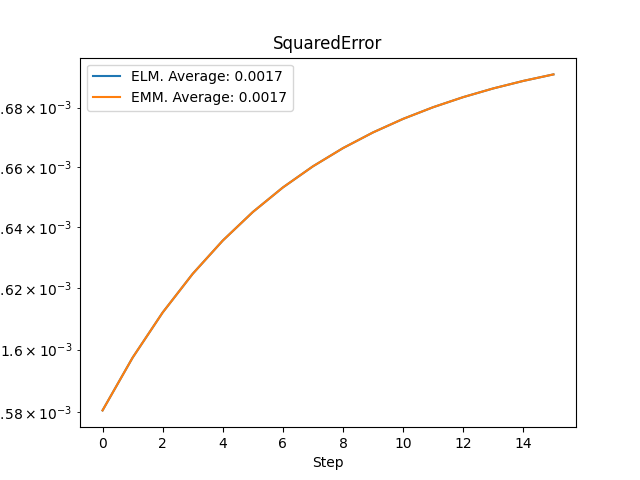 SquaredError
ELM. Average: 0.0017
EMM. Average: 0.0017
.68 × 10⁻³
.66 × 10⁻³
.64 × 10⁻³
.62 × 10⁻³
1.6 × 10⁻³
.58 × 10⁻³
0 2 4 6 8 10 12 14
Step